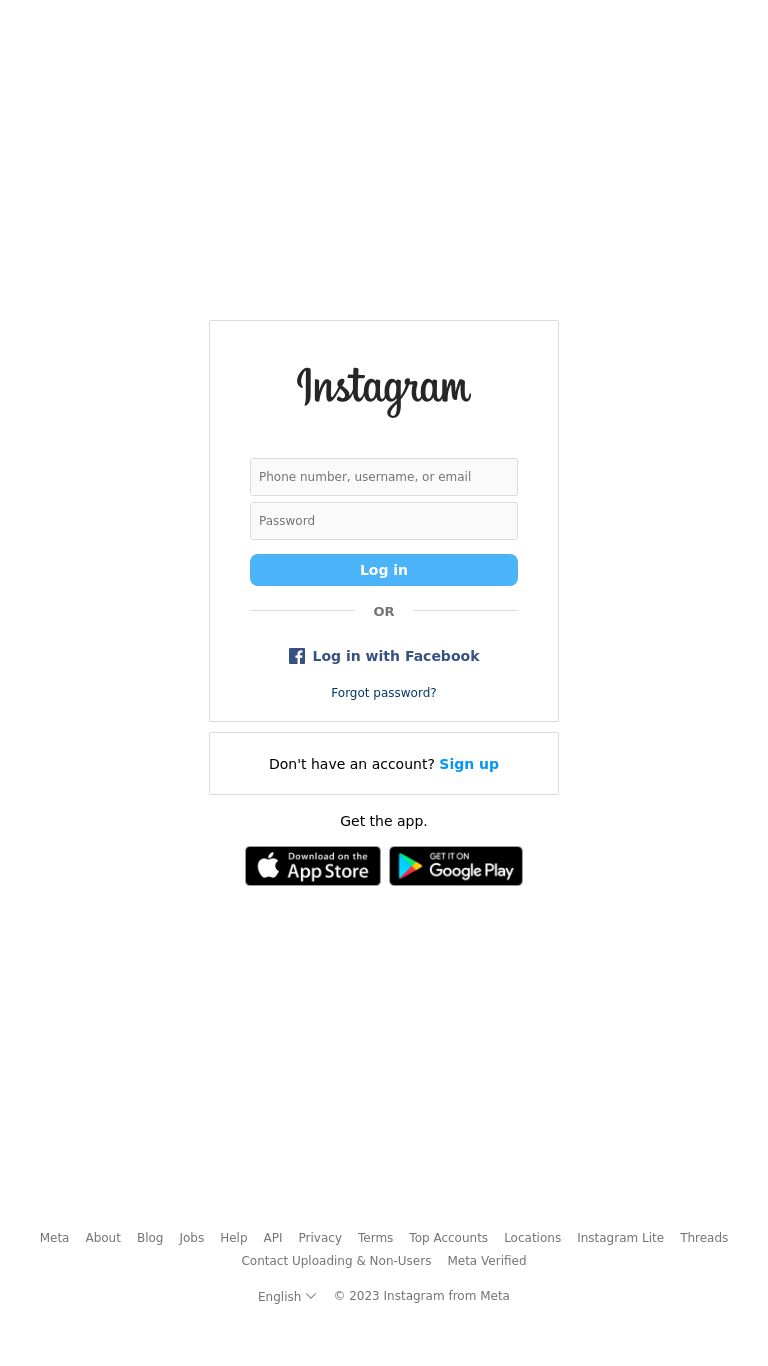 Instagram
Phone number, username, or email
Password
Log in
OR
Log in with Facebook
Forgot password?
Don't have an account? Sign up
Get the app.
Download on the
App Store
GET IT ON
Google Play
Meta About Blog Jobs Help API Privacy Terms Top Accounts Locations Instagram Lite Threads
Contact Uploading & Non-Users Meta Verified
English © 2023 Instagram from Meta